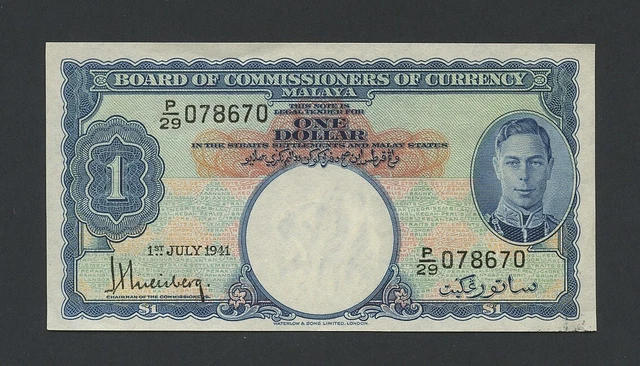 BOARD OF COMMISSIONERS OF CURRENCY
MALAYA
P/29 078670
THIS NOTE IS
LEGAL TENDER FOR
ONE
DOLLAR
IN THE STRAITS SETTLEMENTS AND MALAY STATES
1
1ST JULY 1941
P/29 078670
CHAIRMAN OF THE COMMISSIONERS.
ساتو رڠݢيت
$1
$1
WATERLOW & SONS LIMITED, LONDON.